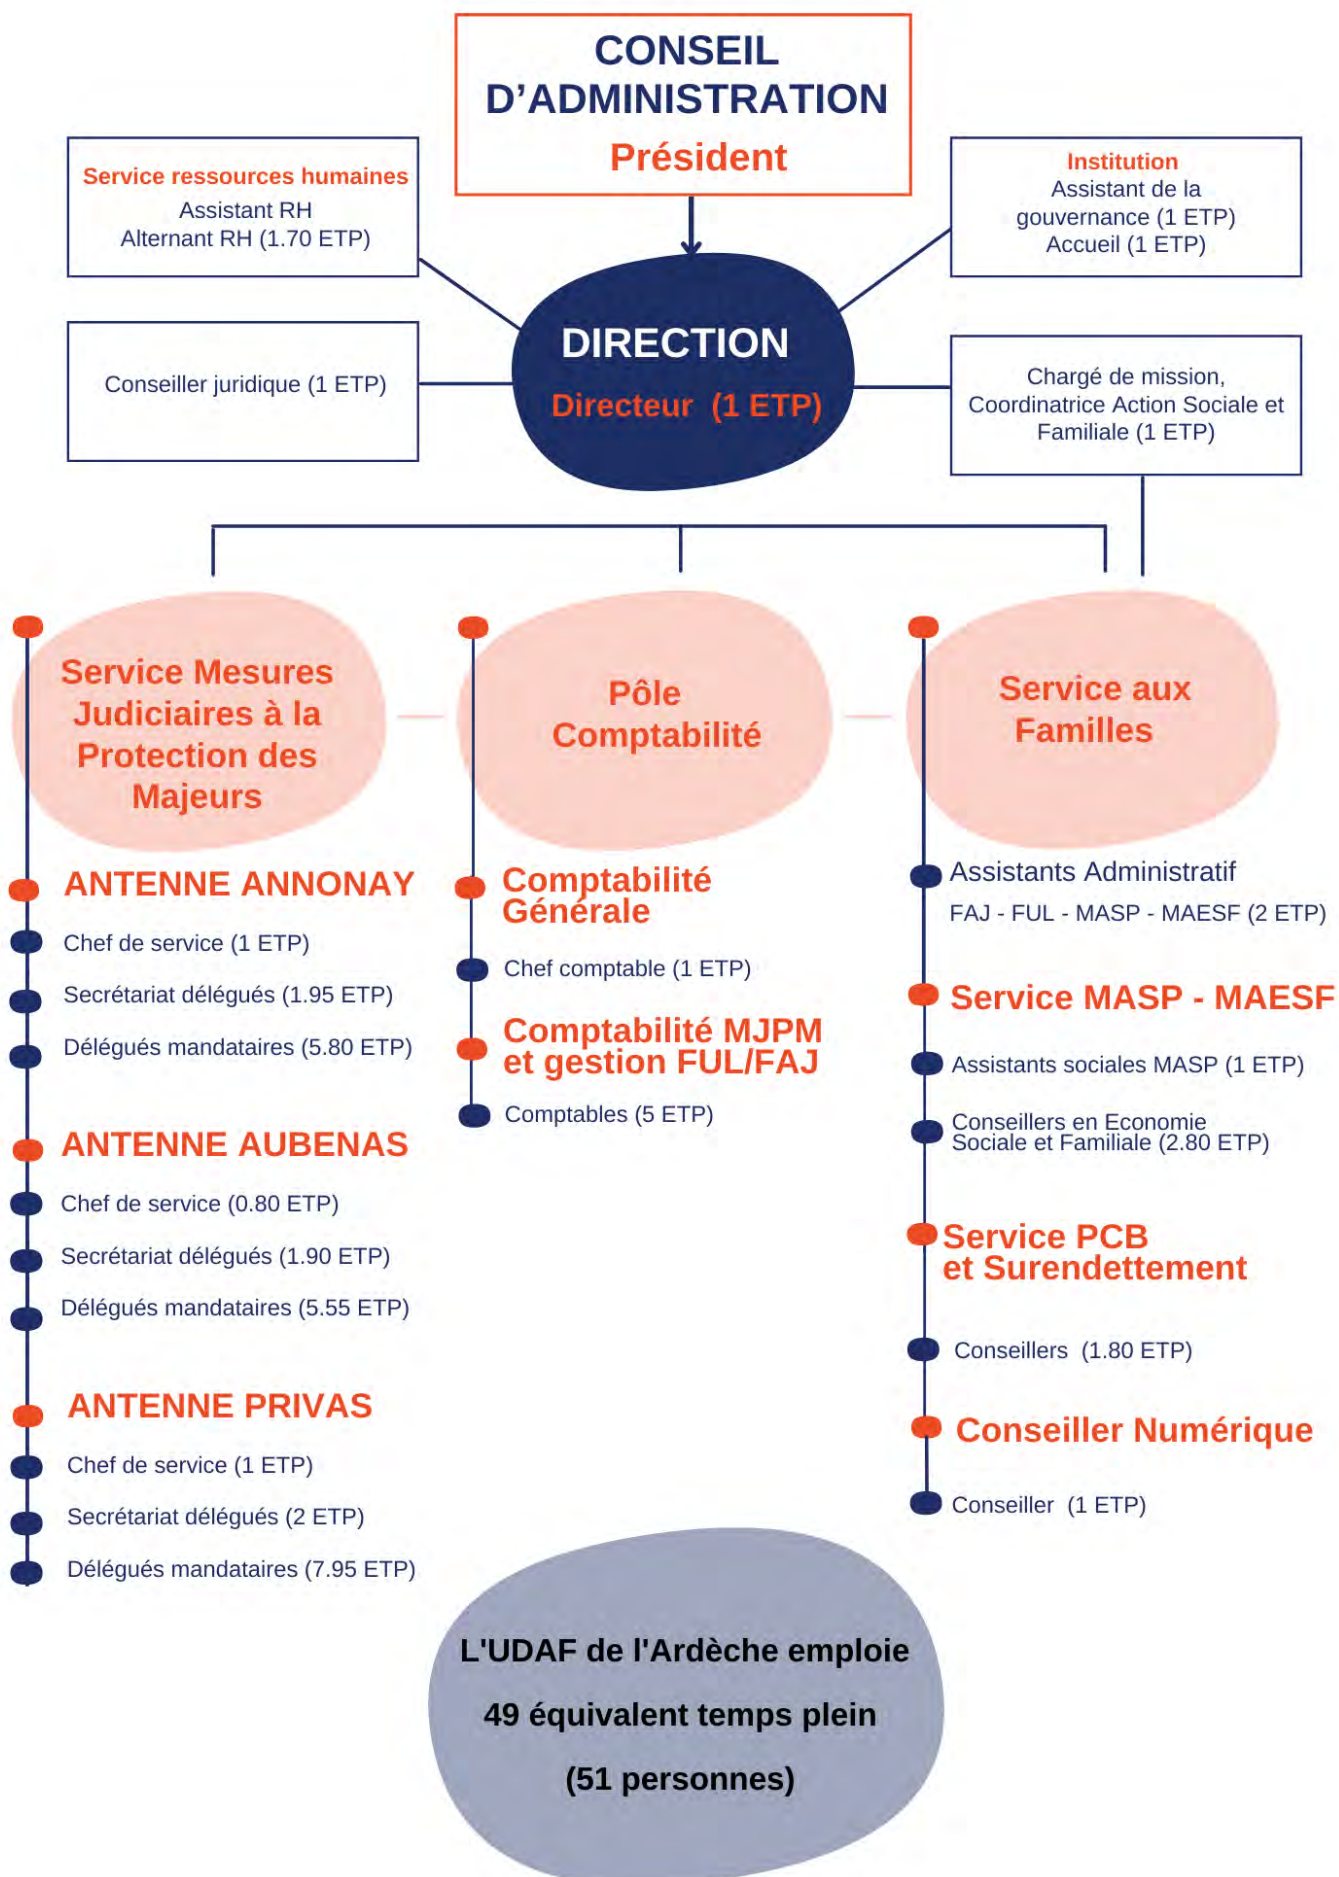 CONSEIL
D’ADMINISTRATION
Président
Service ressources humaines
Assistant RH
Alternant RH (1.70 ETP)
Institution
Assistant de la
gouvernance (1 ETP)
Accueil (1 ETP)
DIRECTION
Directeur (1 ETP)
Conseiller juridique (1 ETP)
Chargé de mission,
Coordinatrice Action Sociale et
Familiale (1 ETP)
Service Mesures
Judiciaires à la
Protection des
Majeurs
ANTENNE ANNONAY
Chef de service (1 ETP)
Secrétariat délégués (1.95 ETP)
Délégués mandataires (5.80 ETP)
ANTENNE AUBENAS
Chef de service (0.80 ETP)
Secrétariat délégués (1.90 ETP)
Délégués mandataires (5.55 ETP)
ANTENNE PRIVAS
Chef de service (1 ETP)
Secrétariat délégués (2 ETP)
Délégués mandataires (7.95 ETP)
Pôle
Comptabilité
Comptabilité
Générale
Chef comptable (1 ETP)
Comptabilité MJPM
et gestion FUL/FAJ
Comptables (5 ETP)
Service aux
Familles
Assistants Administratif
FAJ - FUL - MASP - MAESF (2 ETP)
Service MASP - MAESF
Assistants sociales MASP (1 ETP)
Conseillers en Economie
Sociale et Familiale (2.80 ETP)
Service PCB
et Surendettement
Conseillers (1.80 ETP)
Conseiller Numérique
Conseiller (1 ETP)
L'UDAF de l'Ardèche emploie
49 équivalent temps plein
(51 personnes)